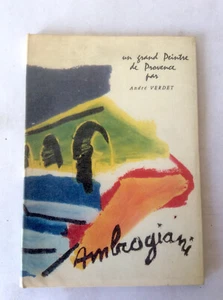 un grand Peintre
de Provence
par
André VERDET
Ambrogiani